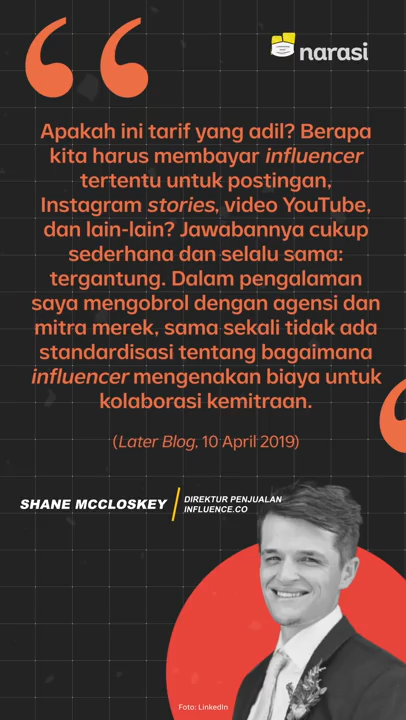 narasi
Apakah ini tarif yang adil? Berapa
kita harus membayar influencer
tertentu untuk postingan,
Instagram stories, video YouTube,
dan lain-lain? Jawabannya cukup
sederhana dan selalu sama:
tergantung. Dalam pengalaman
saya mengobrol dengan agensi dan
mitra merek, sama sekali tidak ada
standardisasi tentang bagaimana
influencer mengenakan biaya untuk
kolaborasi kemitraan.
(Later Blog, 10 April 2019)
SHANE MCCLOSKEY
DIREKTUR PENJUALAN
INFLUENCE.CO
Foto: LinkedIn